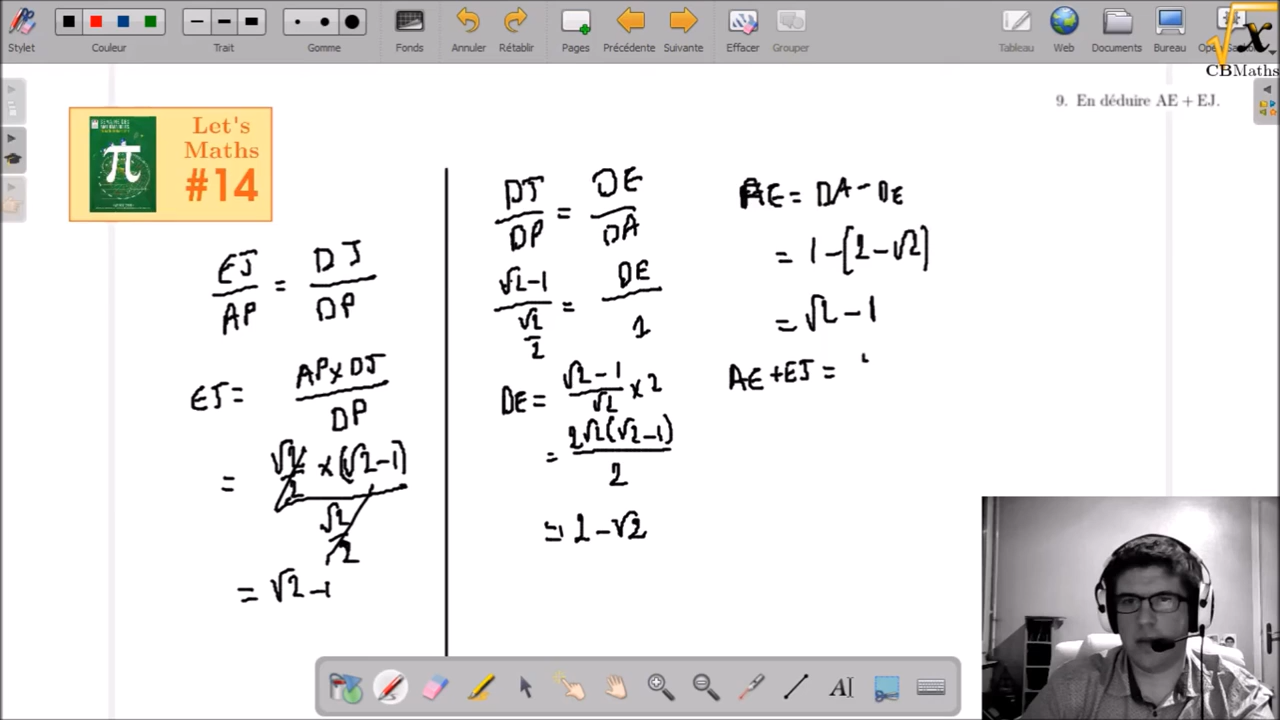 Stylet
Couleur
Trait
Gomme
Fonds
Annuler
Rétablir
Pages
Précédente
Suivante
Effacer
Grouper
Tableau
Web
Documents
Bureau
√x
CBMaths
9. En déduire AE + EJ.
π
Let's
Maths
#14
EJ/AP = DJ/DP
EJ = (AP×DJ)/DP
= (√2/2 × (√2-1))/(√2/2)
= √2-1
DJ/DP = DE/DA
(√2-1)/(√2/2) = DE/1
DE = (√2-1)/√2 × 2
= 2√2(√2-1)/2
= 2-√2
AE = DA-DE
= 1-(2-√2)
= √2-1
AE+EJ =
AI